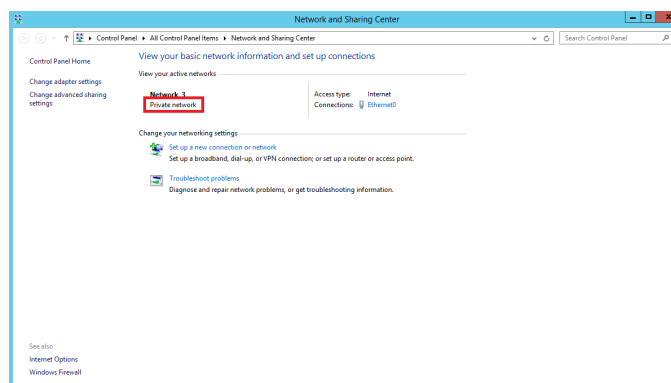 Network and Sharing Center
Control Panel ▸ All Control Panel Items ▸ Network and Sharing Center
Search Control Panel
Control Panel Home
Change adapter settings
Change advanced sharing
settings
View your basic network information and set up connections
View your active networks
Network 3
Private network
Access type: Internet
Connections: Ethernet0
Change your networking settings
Set up a new connection or network
Set up a broadband, dial-up, or VPN connection; or set up a router or access point.
Troubleshoot problems
Diagnose and repair network problems, or get troubleshooting information.
See also
Internet Options
Windows Firewall